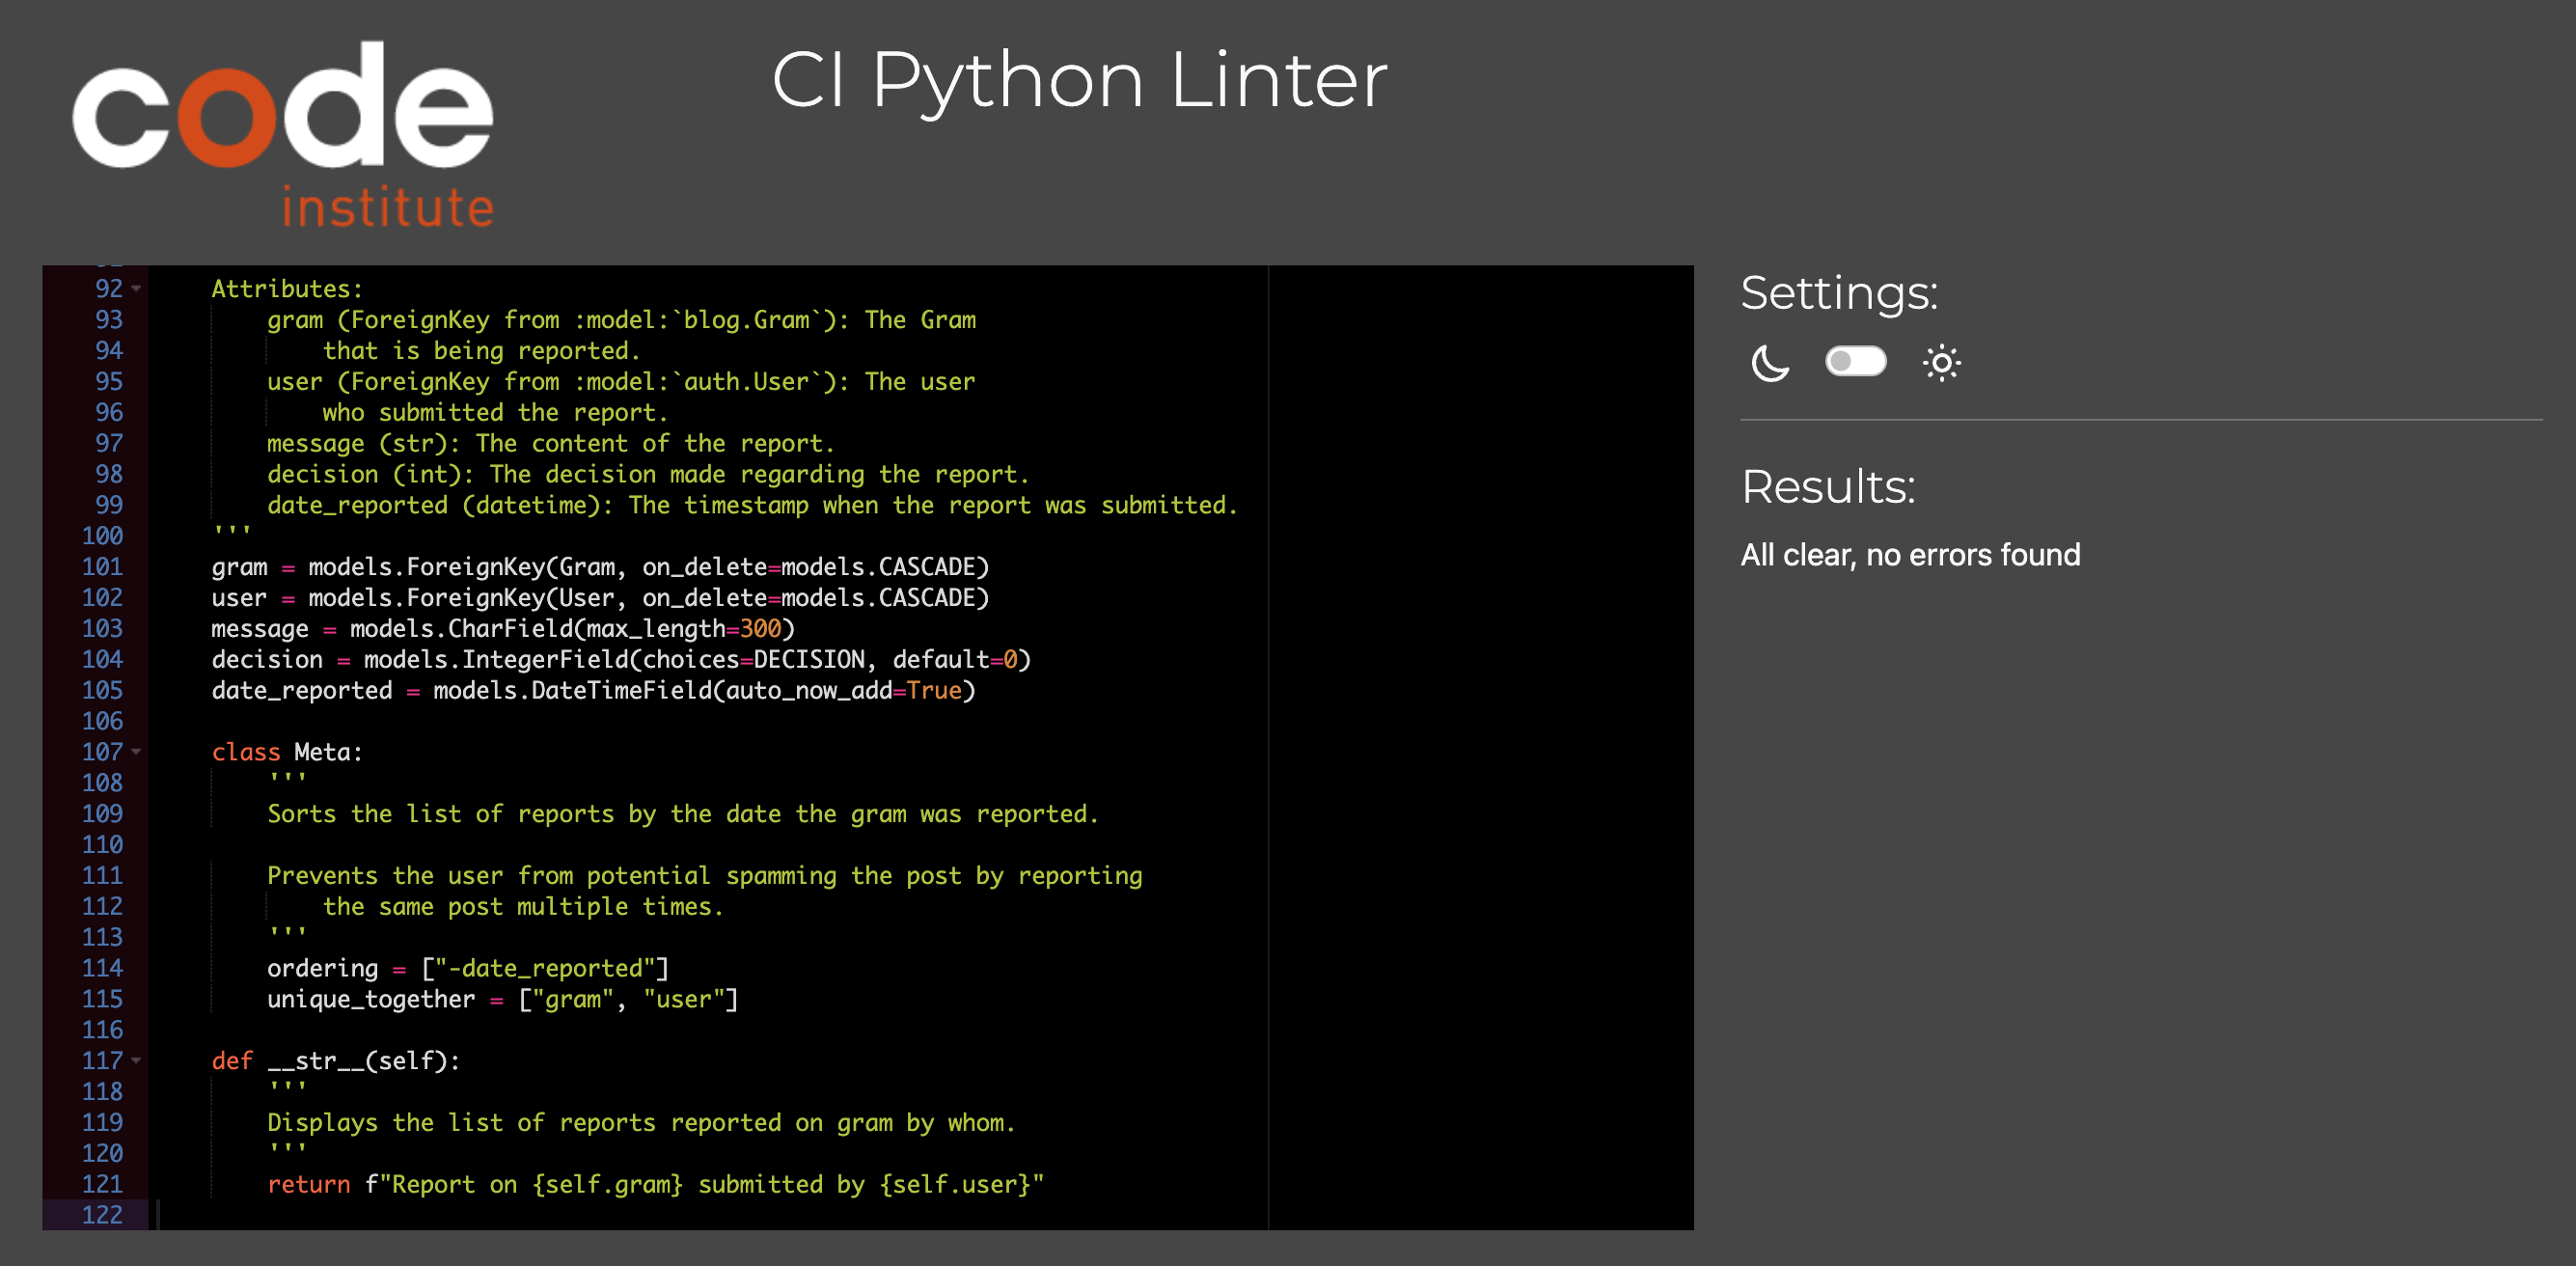 code
institute
CI Python Linter
92 Attributes:
93 gram (ForeignKey from :model:`blog.Gram`): The Gram
94 that is being reported.
95 user (ForeignKey from :model:`auth.User`): The user
96 who submitted the report.
97 message (str): The content of the report.
98 decision (int): The decision made regarding the report.
99 date_reported (datetime): The timestamp when the report was submitted.
100 '''
101 gram = models.ForeignKey(Gram, on_delete=models.CASCADE)
102 user = models.ForeignKey(User, on_delete=models.CASCADE)
103 message = models.CharField(max_length=300)
104 decision = models.IntegerField(choices=DECISION, default=0)
105 date_reported = models.DateTimeField(auto_now_add=True)
106
107 class Meta:
108 '''
109 Sorts the list of reports by the date the gram was reported.
110
111 Prevents the user from potential spamming the post by reporting
112 the same post multiple times.
113 '''
114 ordering = ["-date_reported"]
115 unique_together = ["gram", "user"]
116
117 def __str__(self):
118 '''
119 Displays the list of reports reported on gram by whom.
120 '''
121 return f"Report on {self.gram} submitted by {self.user}"
122
Settings:
Results:
All clear, no errors found